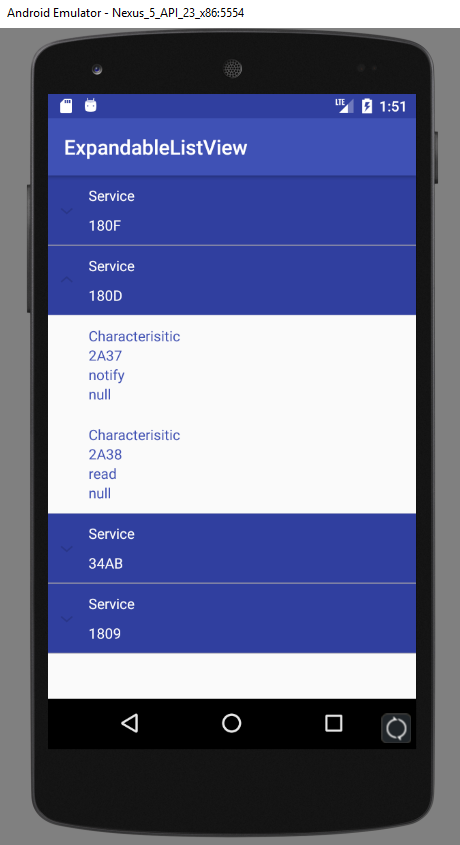 Android Emulator - Nexus_5_API_23_x86:5554
LTE 1:51
ExpandableListView
Service
180F
Service
180D
Characterisitic
2A37
notify
null
Characterisitic
2A38
read
null
Service
34AB
Service
1809